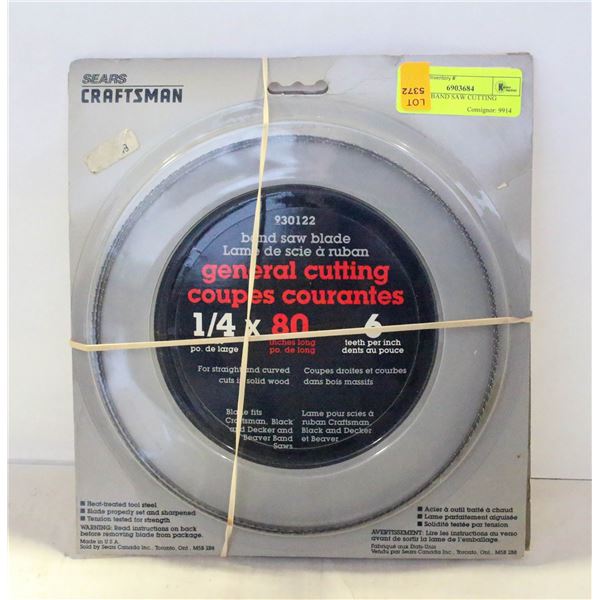 SEARS
CRAFTSMAN
LOT
5372
Inventory #:
6903684
BAND SAW CUTTING
Consignor: 9914
930122
band saw blade
Lame de scie à ruban
general cutting
coupes courantes
1/4 x 80 6
po. de large
inches long
po. de long
teeth per inch
dents au pouce
For straight and curved
cuts in solid wood
Coupes droites et courbes
dans bois massifs
Blade fits
Craftsman, Black
and Decker and
Beaver Band
Saws
Lame pour scies à
ruban Craftsman,
Black and Decker
et Beaver
Heat-treated tool steel
Blade properly set and sharpened
Tension tested for strength
WARNING: Read instructions on back
before removing blade from package.
Made in U.S.A.
Sold by Sears Canada Inc., Toronto, Ont., M5B 2B8
Acier à outil traité à chaud
Lame parfaitement aiguisée
Solidité testée par tension
AVERTISSEMENT: Lire les instructions au verso
avant de sortir la lame de l'emballage.
Fabriqué aux États-Unis
Vendu par Sears Canada Inc., Toronto, Ont., M5B 2B8